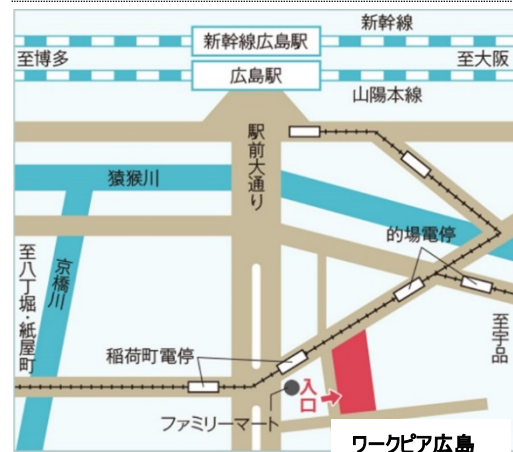 新幹線
新幹線広島駅
至博多
至大阪
広島駅
山陽本線
駅前大通り
猿猴川
的場電停
至八丁堀・紙屋町
京橋川
至宇品
稲荷町電停
入口
ファミリーマート
ワークピア広島